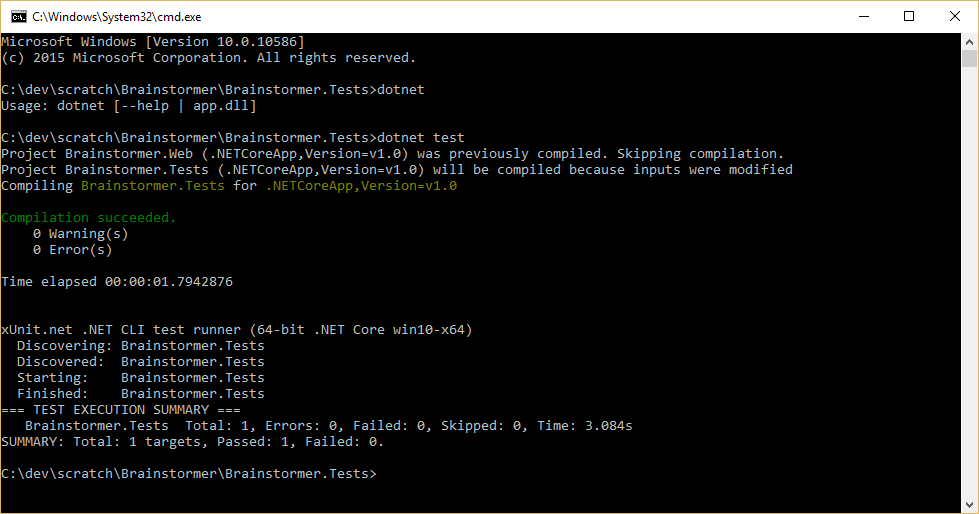 C:\Windows\System32\cmd.exe
Microsoft Windows [Version 10.0.10586]
(c) 2015 Microsoft Corporation. All rights reserved.
C:\dev\scratch\Brainstormer\Brainstormer.Tests>dotnet
Usage: dotnet [--help | app.dll]
C:\dev\scratch\Brainstormer\Brainstormer.Tests>dotnet test
Project Brainstormer.Web (.NETCoreApp,Version=v1.0) was previously compiled. Skipping compilation.
Project Brainstormer.Tests (.NETCoreApp,Version=v1.0) will be compiled because inputs were modified
Compiling Brainstormer.Tests for .NETCoreApp,Version=v1.0
Compilation succeeded.
0 Warning(s)
0 Error(s)
Time elapsed 00:00:01.7942876
xUnit.net .NET CLI test runner (64-bit .NET Core win10-x64)
Discovering: Brainstormer.Tests
Discovered: Brainstormer.Tests
Starting: Brainstormer.Tests
Finished: Brainstormer.Tests
=== TEST EXECUTION SUMMARY ===
Brainstormer.Tests Total: 1, Errors: 0, Failed: 0, Skipped: 0, Time: 3.084s
SUMMARY: Total: 1 targets, Passed: 1, Failed: 0.
C:\dev\scratch\Brainstormer\Brainstormer.Tests>